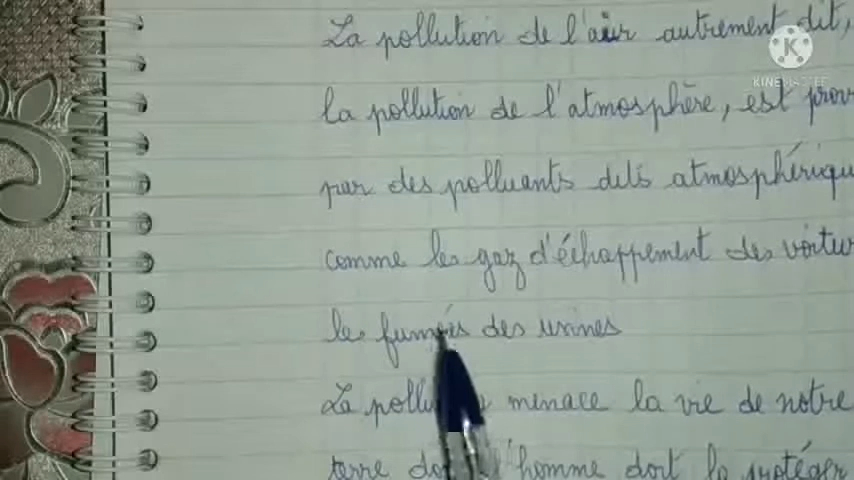 La pollution de l'air autrement dit,
la pollution de l'atmosphère, est prov
par des polluants dits atmosphériqu
comme les gaz d'échappement des voitur
les fumées des usines
La menace la vie de notre
terre l'homme doit la protéger
K
KINEMASTER